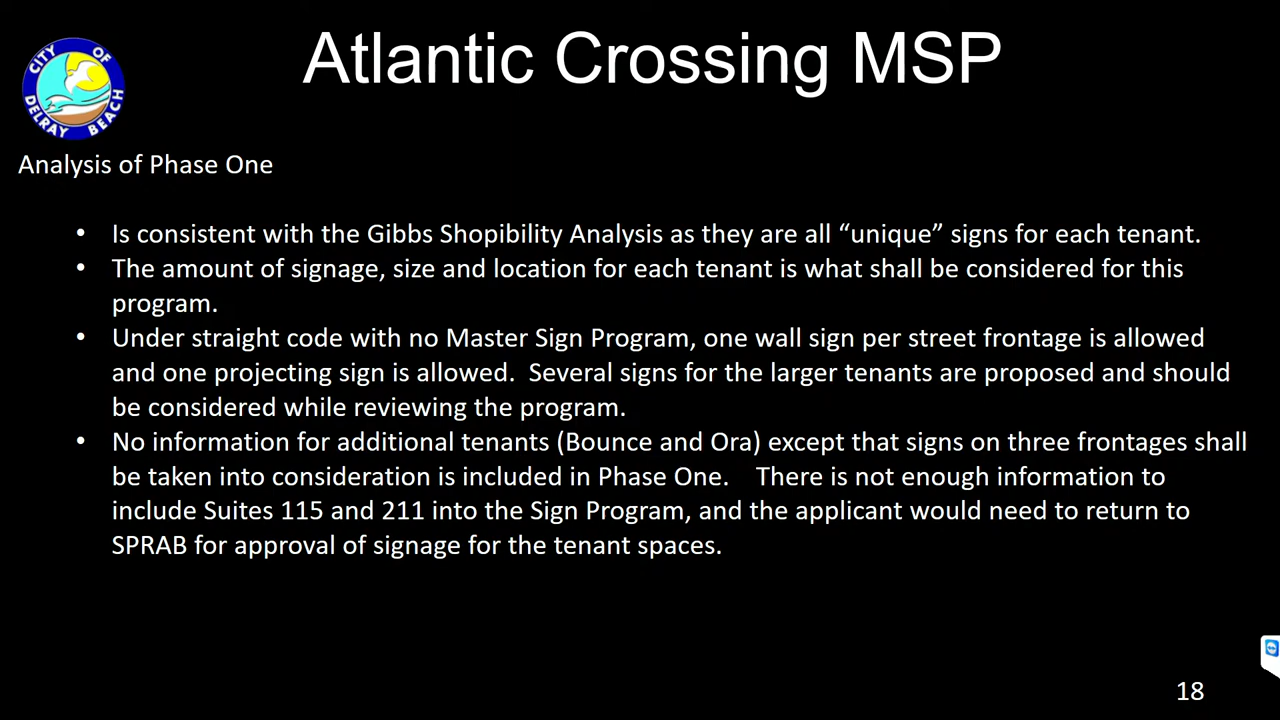 Atlantic Crossing MSP
CITY OF
DELRAY BEACH
Analysis of Phase One
• Is consistent with the Gibbs Shopibility Analysis as they are all “unique” signs for each tenant.
• The amount of signage, size and location for each tenant is what shall be considered for this
program.
• Under straight code with no Master Sign Program, one wall sign per street frontage is allowed
and one projecting sign is allowed.  Several signs for the larger tenants are proposed and should
be considered while reviewing the program.
• No information for additional tenants (Bounce and Ora) except that signs on three frontages shall
be taken into consideration is included in Phase One.   There is not enough information to
include Suites 115 and 211 into the Sign Program, and the applicant would need to return to
SPRAB for approval of signage for the tenant spaces.
18